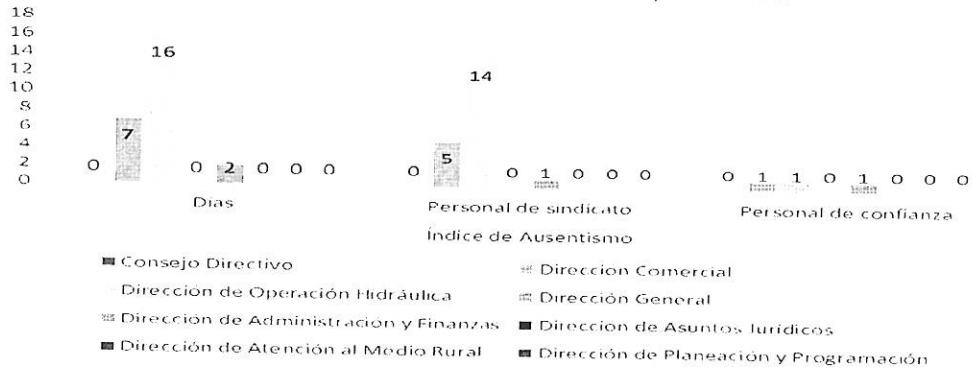 18
16
14
12
10
8
6
4
2
0
0 7 16 0 2 0 0 0
0 5 14 0 1 0 0 0
0 1 1 0 1 0 0 0
Dias
Personal de sindicato
Personal de confianza
Índice de Ausentismo
Consejo Directivo
Direccion Comercial
Dirección de Operación Hidráulica
Dirección General
Dirección de Administración y Finanzas
Direccion de Asuntos Jurídicos
Dirección de Atención al Medio Rural
Dirección de Planeación y Programación